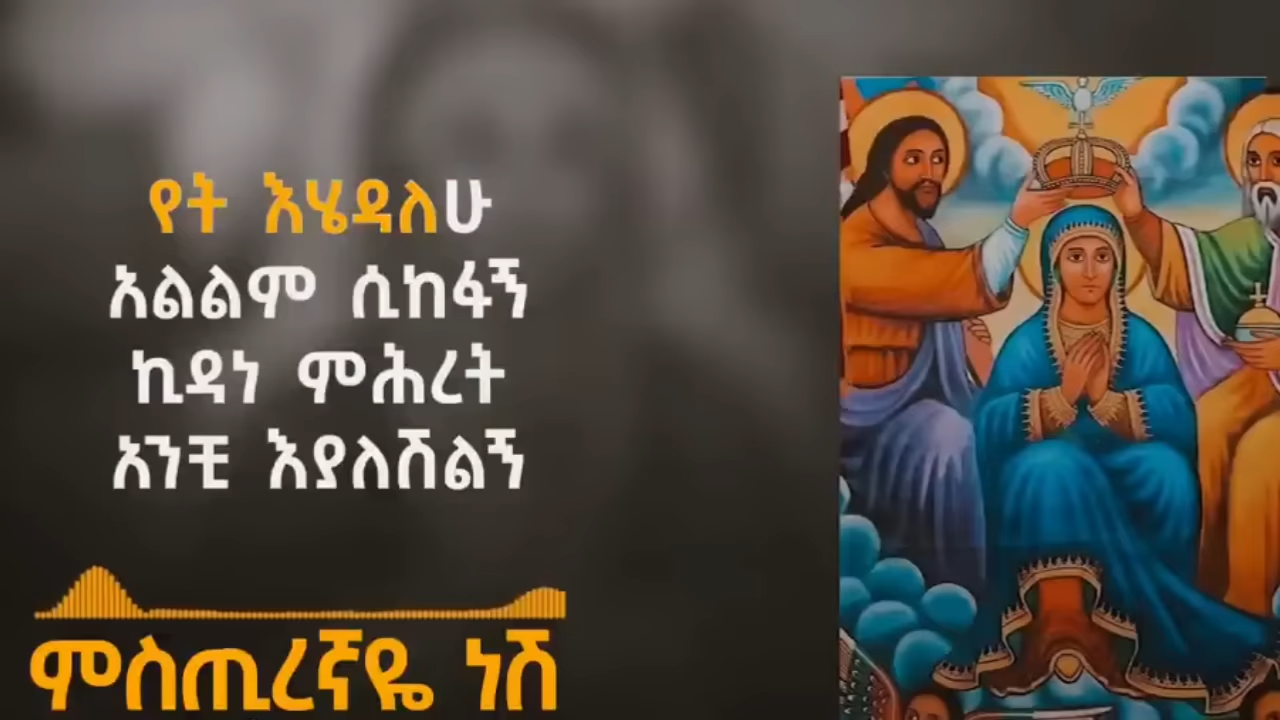 የት እሄዳለሁ
አልልም ሲከፋኝ
ኪዳነ ምሕረት
አንቺ እያለሽልኝ
ምስጢረኛዬ ነሽ